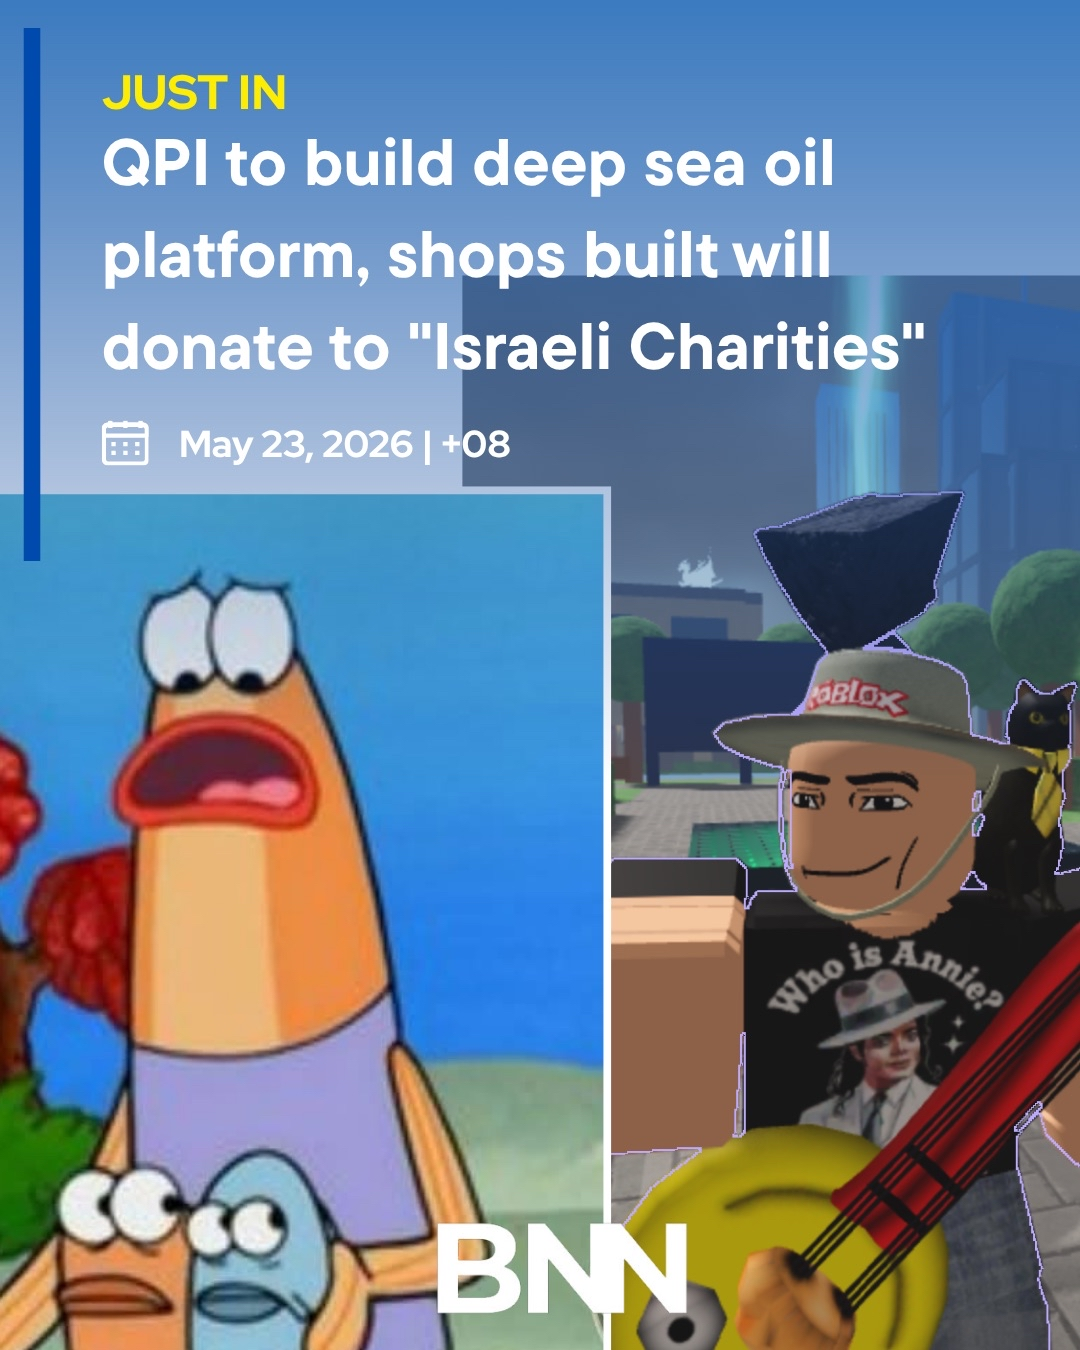 JUST IN
QPI to build deep sea oil
platform, shops built will
donate to "Israeli Charities"
May 23, 2026 | +08
ROBLOX
Who is Annie?
BNN